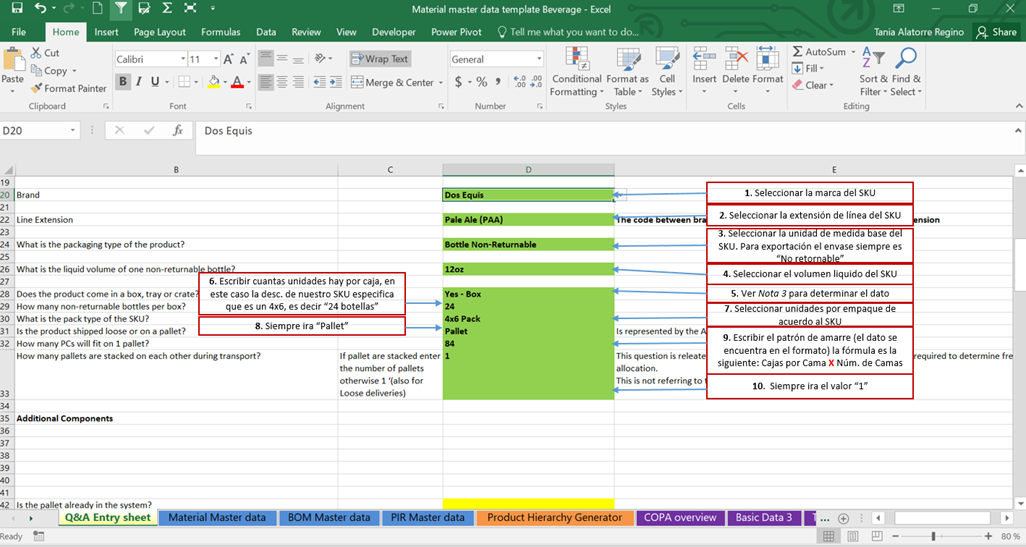 Material master data template Beverage - Excel
File Home Insert Page Layout Formulas Data Review View Developer Power Pivot Tell me what you want to do... Tania Alatorre Regino Share
Paste
Cut
Copy
Format Painter
Clipboard
Calibri 11
B I U
Font
Wrap Text
Merge & Center
Alignment
General
$ % ,
Number
Conditional Formatting
Format as Table
Cell Styles
Styles
Insert Delete Format
Cells
AutoSum
Fill
Clear
Sort & Filter
Find & Select
Editing
D20 fx Dos Equis
B C D E
19
20 Brand Dos Equis
1. Seleccionar la marca del SKU
21
22 Line Extension Pale Ale (PAA) The code between bra
2. Seleccionar la extensión de línea del SKU
23
24 What is the packaging type of the product? Bottle Non-Returnable
3. Seleccionar la unidad de medida base del
SKU. Para exportación el envase siempre es
“No retornable”
25
26 What is the liquid volume of one non-returnable bottle? 12oz
4. Seleccionar el volumen liquido del SKU
27
6. Escribir cuantas unidades hay por caja, en
este caso la desc. de nuestro SKU especifica
que es un 4x6, es decir “24 botellas”
28 Does the product come in a box, tray or crate? Yes - Box
5. Ver Nota 3 para determinar el dato
29 How many non-returnable bottles per box? 24
30 What is the pack type of the SKU? 4x6 Pack
7. Seleccionar unidades por empaque de
acuerdo al SKU
8. Siempre ira “Pallet”
31 Is the product shipped loose or on a pallet? Pallet Is represented by the A
32 How many PCs will fit on 1 pallet? 84
9. Escribir el patrón de amarre (el dato se
encuentra en el formato) la fórmula es la
siguiente: Cajas por Cama X Núm. de Camas
33 How many pallets are stacked on each other during transport? If pallet are stacked enter
the number of pallets
otherwise 1 '(also for
Loose deliveries)
1
This question is releate required to determine fre
allocation.
This is not referring to t
10. Siempre ira el valor “1”
34
35 Additional Components
36
37
38
39
40
41
42 Is the pallet already in the system?
Q&A Entry sheet Material Master data BOM Master data PIR Master data Product Hierarchy Generator COPA overview Basic Data 3 ...
Ready 80 %